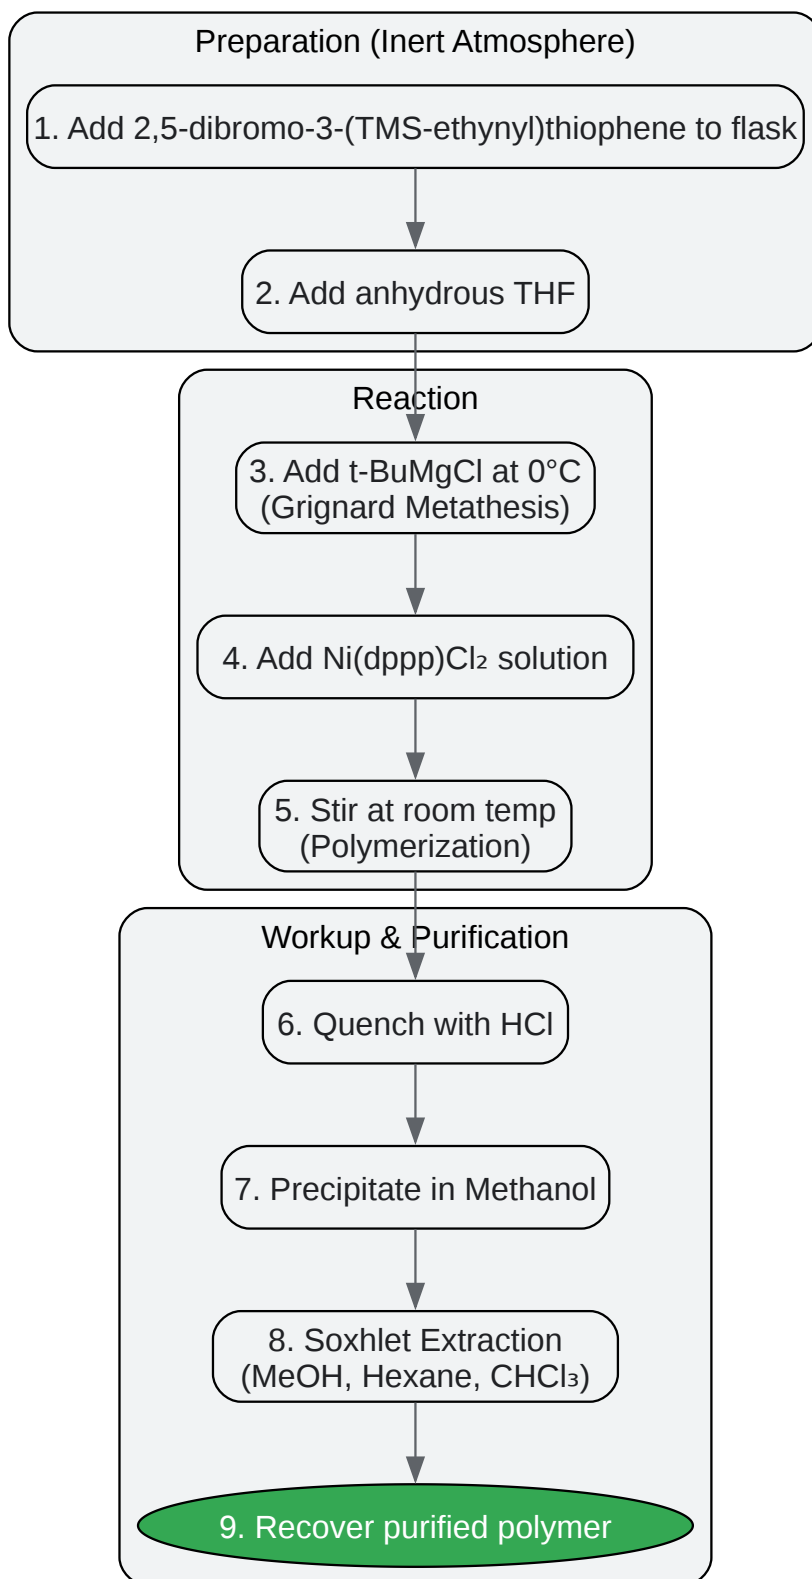 Preparation (Inert Atmosphere)
1. Add 2,5-dibromo-3-(TMS-ethynyl)thiophene to flask
2. Add anhydrous THF
Reaction
3. Add t-BuMgCl at 0°C
(Grignard Metathesis)
4. Add Ni(dppp)Cl₂ solution
5. Stir at room temp
(Polymerization)
Workup & Purification
6. Quench with HCl
7. Precipitate in Methanol
8. Soxhlet Extraction
(MeOH, Hexane, CHCl₃)
9. Recover purified polymer